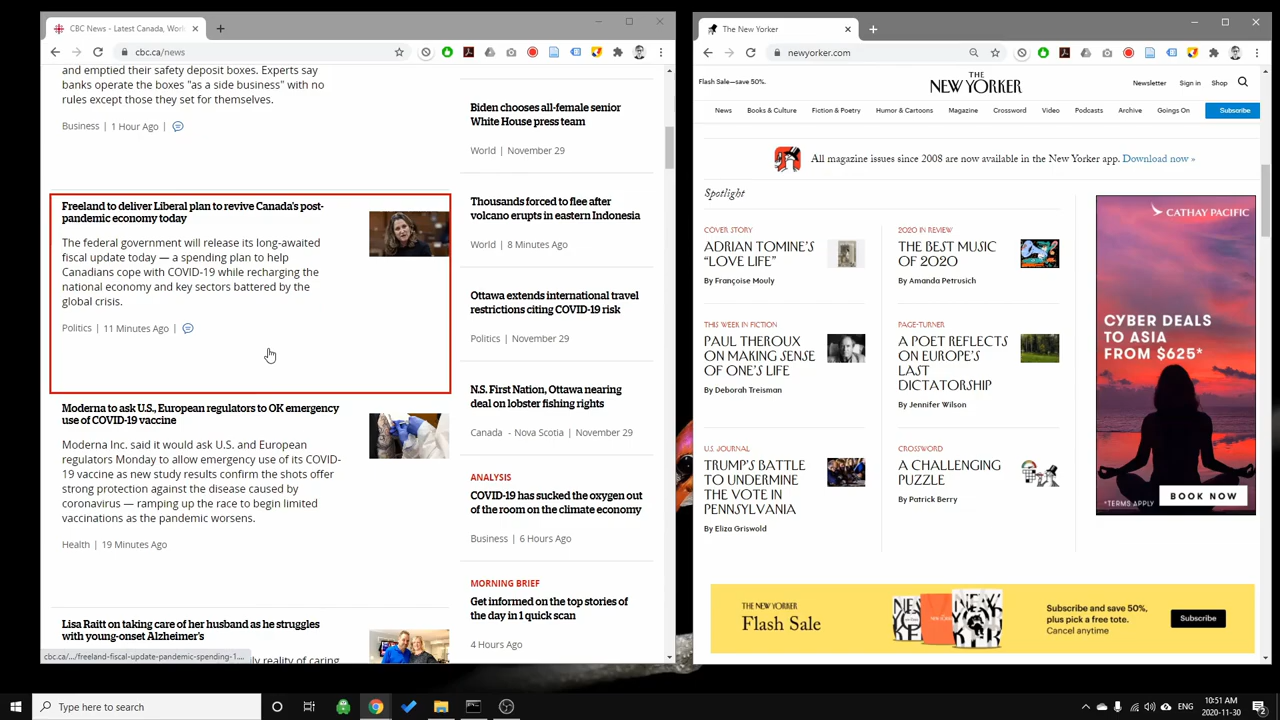 CBC News - Latest Canada, Worl
cbc.ca/news
and emptied their safety deposit boxes. Experts say
banks operate the boxes "as a side business" with no
rules except those they set for themselves.
Business | 1 Hour Ago |
Freeland to deliver Liberal plan to revive Canada's post-
pandemic economy today
The federal government will release its long-awaited
fiscal update today — a spending plan to help
Canadians cope with COVID-19 while recharging the
national economy and key sectors battered by the
global crisis.
Politics | 11 Minutes Ago |
Moderna to ask U.S., European regulators to OK emergency
use of COVID-19 vaccine
Moderna Inc. said it would ask U.S. and European
regulators Monday to allow emergency use of its COVID-
19 vaccine as new study results confirm the shots offer
strong protection against the disease caused by
coronavirus — ramping up the race to begin limited
vaccinations as the pandemic worsens.
Health | 19 Minutes Ago
Lisa Raitt on taking care of her husband as he struggles
with young-onset Alzheimer's
ly reality of caring
cbc.ca/.../freeland-fiscal-update-pandemic-spending-1....
Biden chooses all-female senior
White House press team
World | November 29
Thousands forced to flee after
volcano erupts in eastern Indonesia
World | 8 Minutes Ago
Ottawa extends international travel
restrictions citing COVID-19 risk
Politics | November 29
N.S. First Nation, Ottawa nearing
deal on lobster fishing rights
Canada - Nova Scotia | November 29
ANALYSIS
COVID-19 has sucked the oxygen out
of the room on the climate economy
Business | 6 Hours Ago
MORNING BRIEF
Get informed on the top stories of
the day in 1 quick scan
4 Hours Ago
The New Yorker
newyorker.com
Flash Sale—save 50%.
THE
NEW YORKER
Newsletter Sign in Shop
News Books & Culture Fiction & Poetry Humor & Cartoons Magazine Crossword Video Podcasts Archive Goings On Subscribe
All magazine issues since 2008 are now available in the New Yorker app. Download now »
Spotlight
COVER STORY
ADRIAN TOMINE'S
"LOVE LIFE"
By Françoise Mouly
2020 IN REVIEW
THE BEST MUSIC
OF 2020
By Amanda Petrusich
THIS WEEK IN FICTION
PAUL THEROUX
ON MAKING SENSE
OF ONE'S LIFE
By Deborah Treisman
PAGE-TURNER
A POET REFLECTS
ON EUROPE'S
LAST
DICTATORSHIP
By Jennifer Wilson
U.S. JOURNAL
TRUMP'S BATTLE
TO UNDERMINE
THE VOTE IN
PENNSYLVANIA
By Eliza Griswold
CROSSWORD
A CHALLENGING
PUZZLE
By Patrick Berry
CATHAY PACIFIC
CYBER DEALS
TO ASIA
FROM $625*
*TERMS APPLY
BOOK NOW
THE NEW YORKER
Flash Sale
Subscribe and save 50%,
plus pick a free tote.
Cancel anytime
Subscribe
Type here to search
ENG
10:51 AM
2020-11-30
2